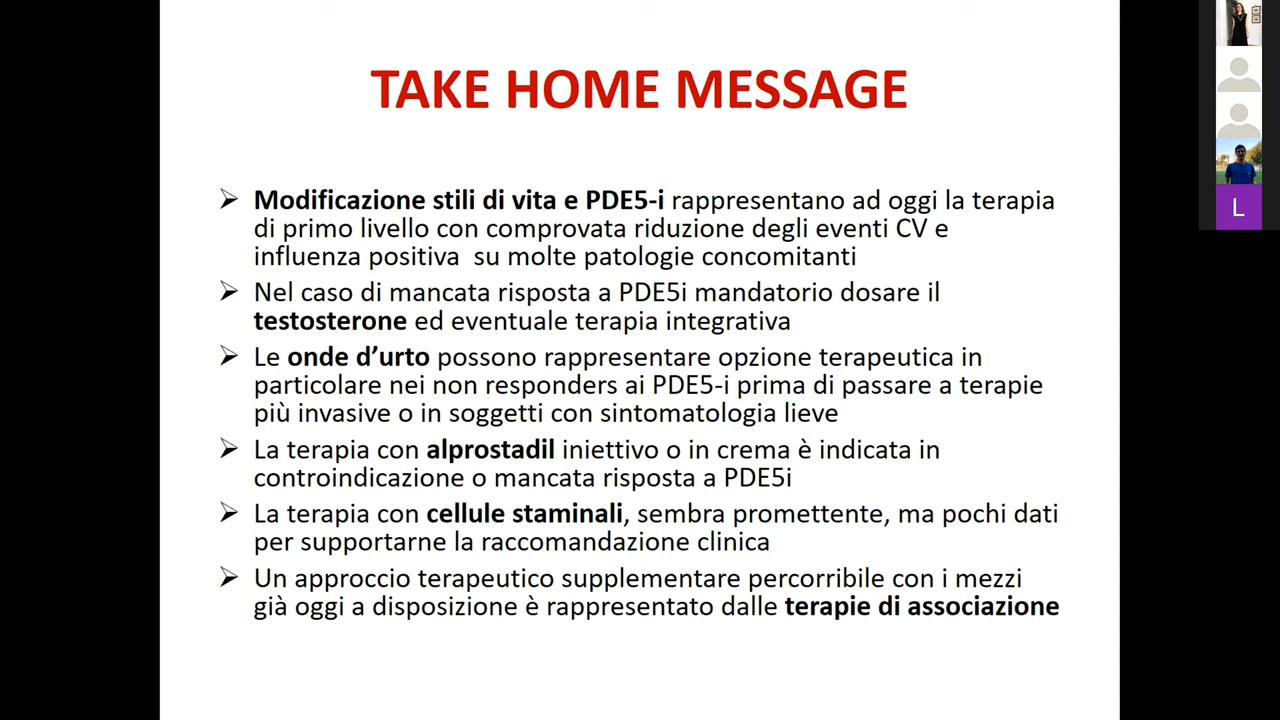 TAKE HOME MESSAGE
Modificazione stili di vita e PDE5-i rappresentano ad oggi la terapia
di primo livello con comprovata riduzione degli eventi CV e
influenza positiva su molte patologie concomitanti
Nel caso di mancata risposta a PDE5i mandatorio dosare il
testosterone ed eventuale terapia integrativa
Le onde d'urto possono rappresentare opzione terapeutica in
particolare nei non responders ai PDE5-i prima di passare a terapie
più invasive o in soggetti con sintomatologia lieve
La terapia con alprostadil iniettivo o in crema è indicata in
controindicazione o mancata risposta a PDE5i
La terapia con cellule staminali, sembra promettente, ma pochi dati
per supportarne la raccomandazione clinica
Un approccio terapeutico supplementare percorribile con i mezzi
già oggi a disposizione è rappresentato dalle terapie di associazione
L